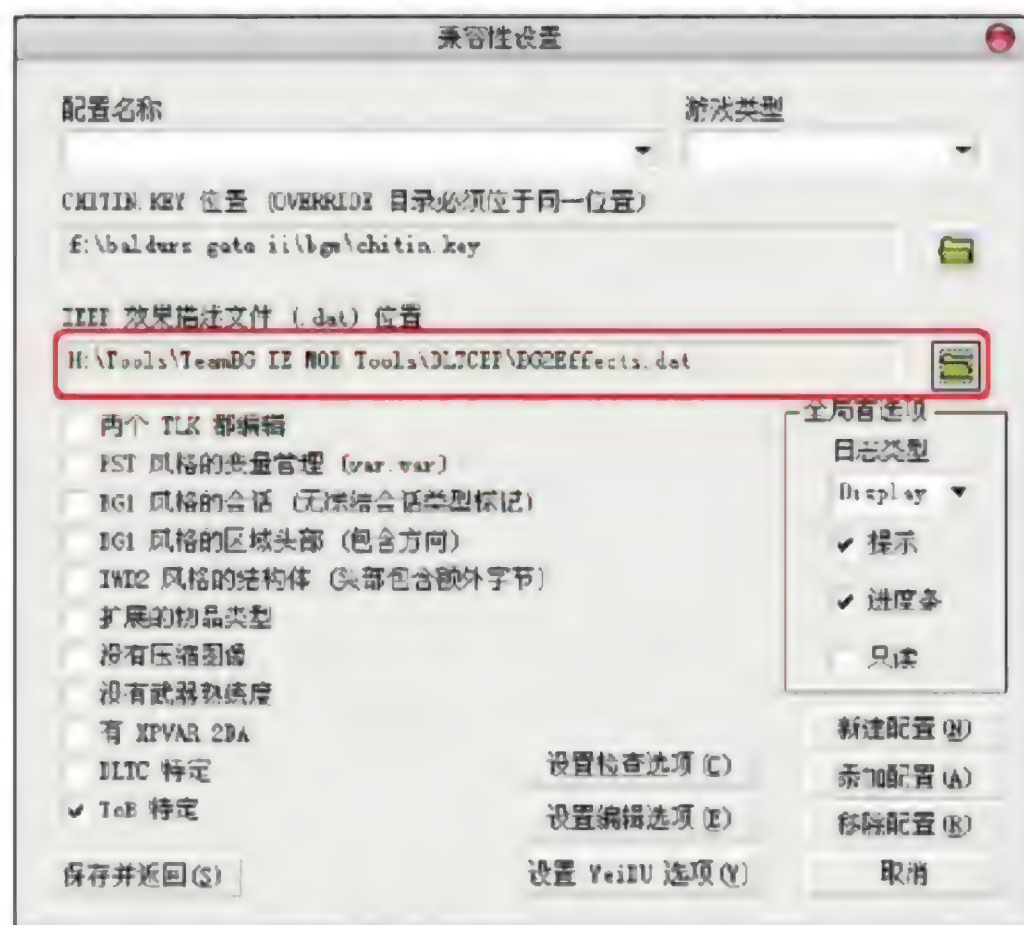 兼容性设置
配置名称 游戏类型
CHITIN.KEY 位置 (OVERRIDE 目录必须位于同一位置)
f:\baldurs gate ii\bgm\chitin.key
IEEP 效果描述文件 (.dat) 位置
H:\Tools\TeamBG IE MOD Tools\DLTCEP\BG2Effects.dat
两个 TLK 都编辑
PST 风格的变量管理 (var.var)
BG1 风格的会话 (无冻结会话类型标记)
BG1 风格的区域头部 (包含方向)
IWD2 风格的结构体 (头部包含额外字节)
扩展的物品类型
没有压缩图像
没有武器熟练度
有 XPVAR 2DA
DLTC 特定
ToB 特定
全局首选项
日志类型
Display
提示
进度条
只读
设置检查选项(C)
设置编辑选项(E)
设置 WeiDU 选项(W)
新建配置(N)
添加配置(A)
移除配置(R)
取消
保存并返回(S)